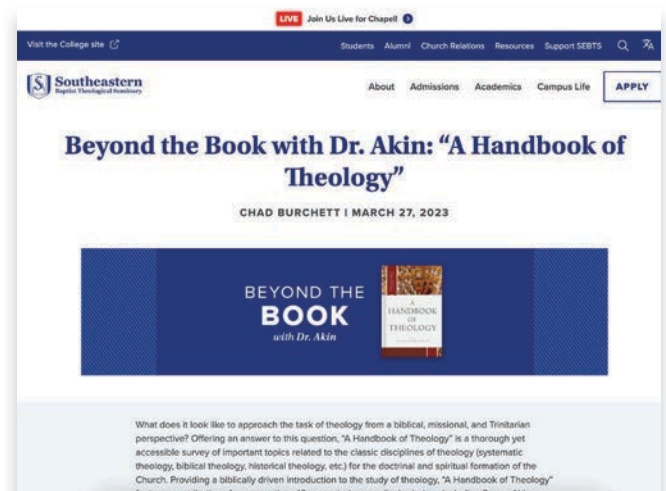 LIVE Join Us Live for Chapel!
Visit the College site
Students Alumni Church Relations Resources Support SEBTS
Southeastern
Baptist Theological Seminary
About Admissions Academics Campus Life APPLY
Beyond the Book with Dr. Akin: “A Handbook of
Theology”
CHAD BURCHETT | MARCH 27, 2023
BEYOND THE
BOOK
with Dr. Akin
A
HANDBOOK
OF
THEOLOGY
What does it look like to approach the task of theology from a biblical, missional, and Trinitarian
perspective? Offering an answer to this question, “A Handbook of Theology” is a thorough yet
accessible survey of important topics related to the classic disciplines of theology (systematic
theology, biblical theology, historical theology, etc.) for the doctrinal and spiritual formation of the
Church. Providing a biblically driven introduction to the study of theology, “A Handbook of Theology”